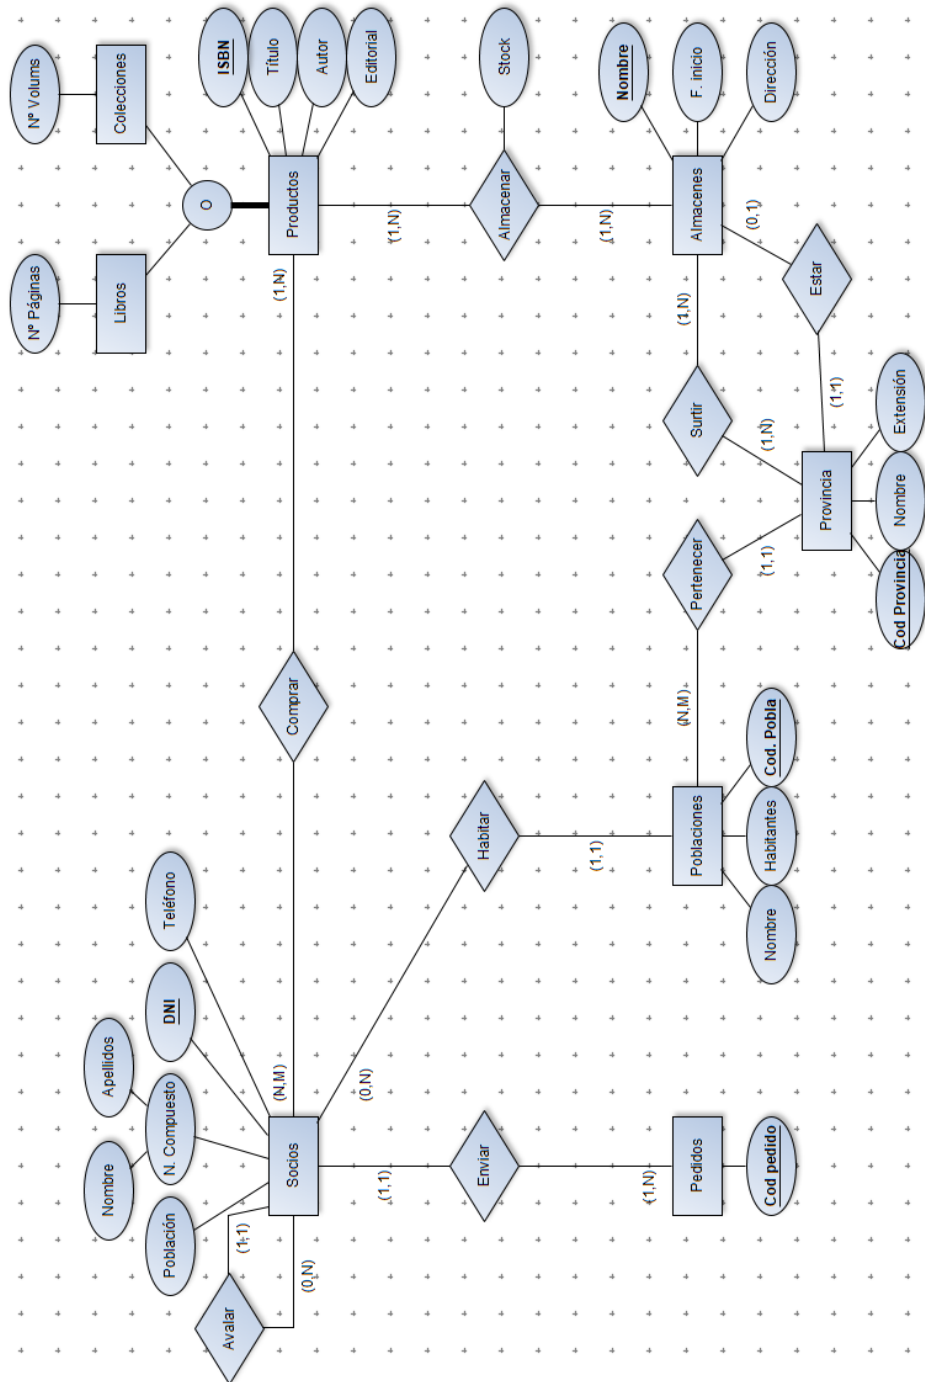 Nombre
Apellidos
Población
N. Compuesto
DNI
Teléfono
Avalar
(1,1)
(0,N)
Socios
(N,M)
Comprar
(1,N)
Productos
Nº Páginas
Nº Volums
Libros
Colecciones
O
ISBN
Título
Autor
Editorial
(1,1)
(0,N)
(1,N)
Enviar
Habitar
Almacenar
Stock
(1,N)
(1,1)
(1,N)
Pedidos
Cod pedido
Poblaciones
Nombre
Habitantes
Cod. Pobla
(N,M)
Pertenecer
(1,1)
Surtir
(1,N)
(1,N)
Almacenes
Nombre
F. inicio
Dirección
(0,1)
Estar
(1,1)
Provincia
Cod Provincia
Nombre
Extensión